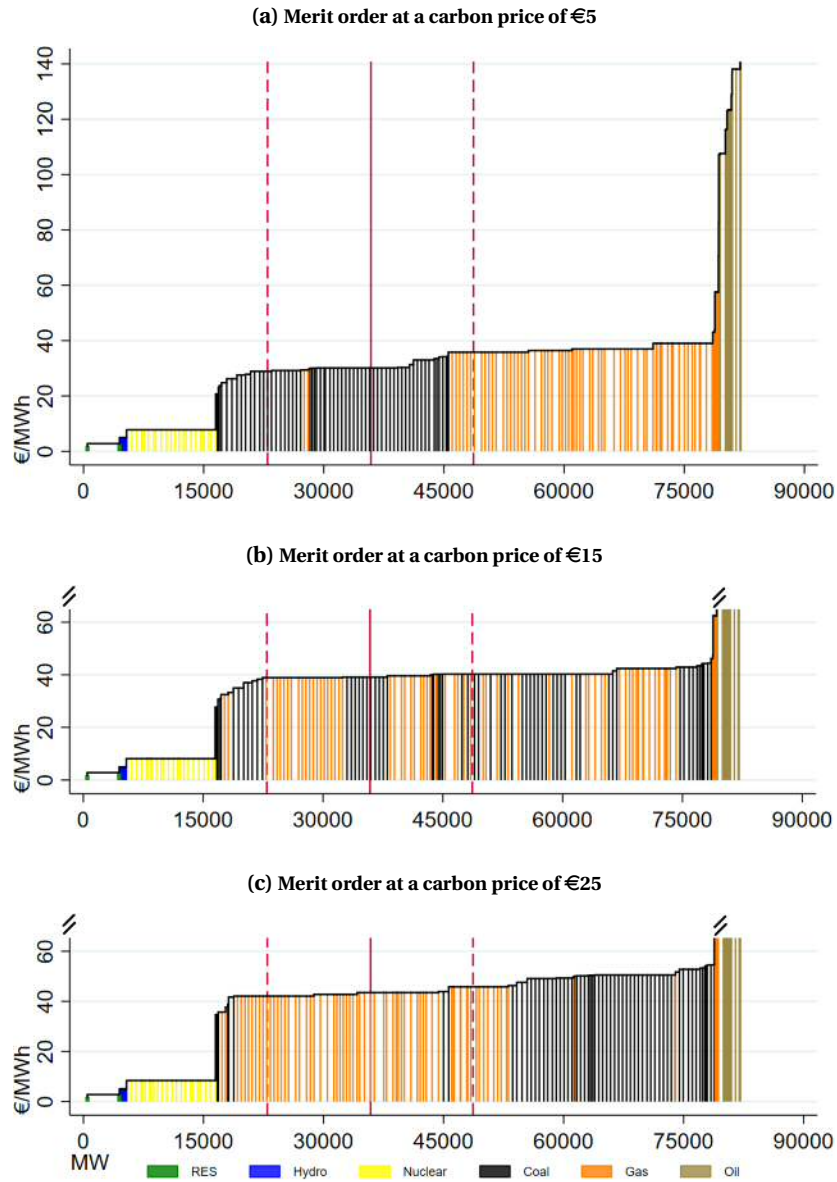 (a) Merit order at a carbon price of €5
140
120
100
80
60
40
20
0
€/MWh
0 15000 30000 45000 60000 75000 90000
(b) Merit order at a carbon price of €15
60
40
20
0
€/MWh
0 15000 30000 45000 60000 75000 90000
(c) Merit order at a carbon price of €25
60
40
20
0
€/MWh
0 15000 30000 45000 60000 75000 90000
MW
RES Hydro Nuclear Coal Gas Oil